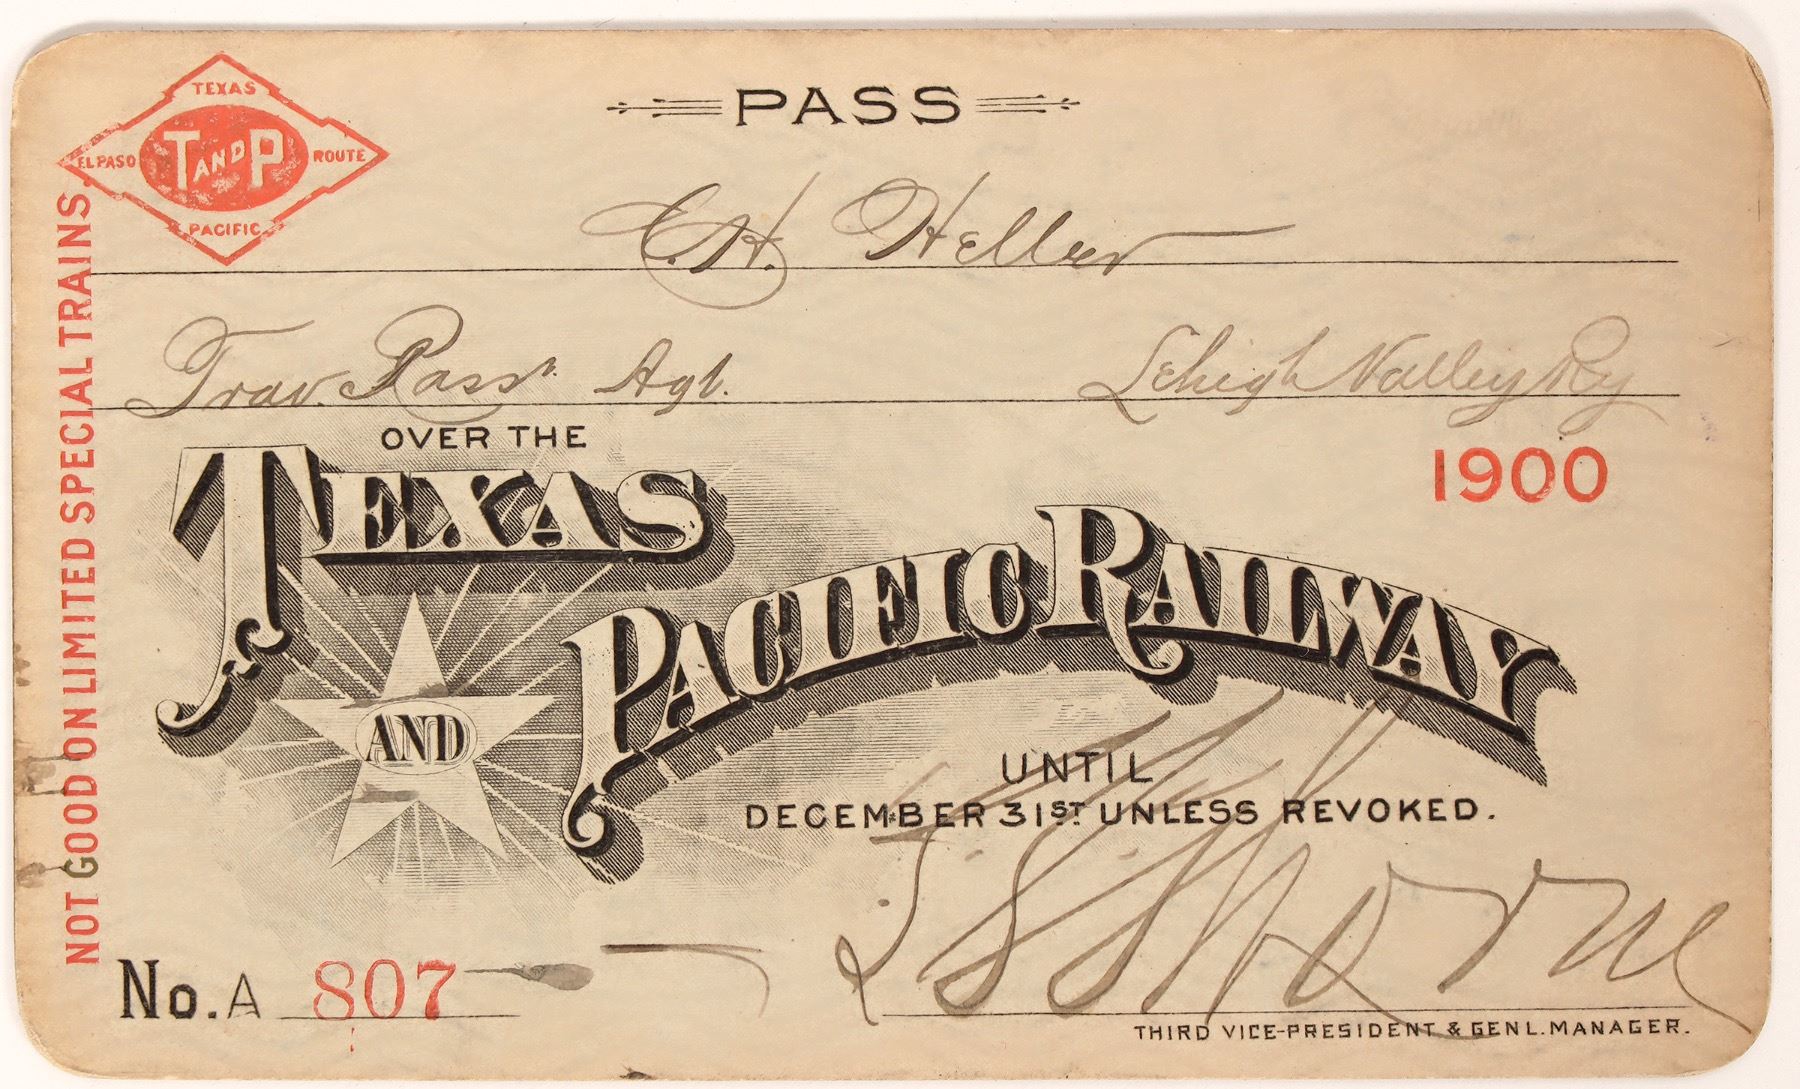 TEXAS
EL PASO T AND P ROUTE
PACIFIC
NOT GOOD ON LIMITED SPECIAL TRAINS.
PASS
C.H. Heller
Trav. Passr. Agt. Lehigh Valley Ry
OVER THE
1900
TEXAS
AND
PACIFIC RAILWAY
UNTIL
DECEMBER 31ST. UNLESS REVOKED.
L S Thorne
No. A 807
THIRD VICE-PRESIDENT & GENL. MANAGER.